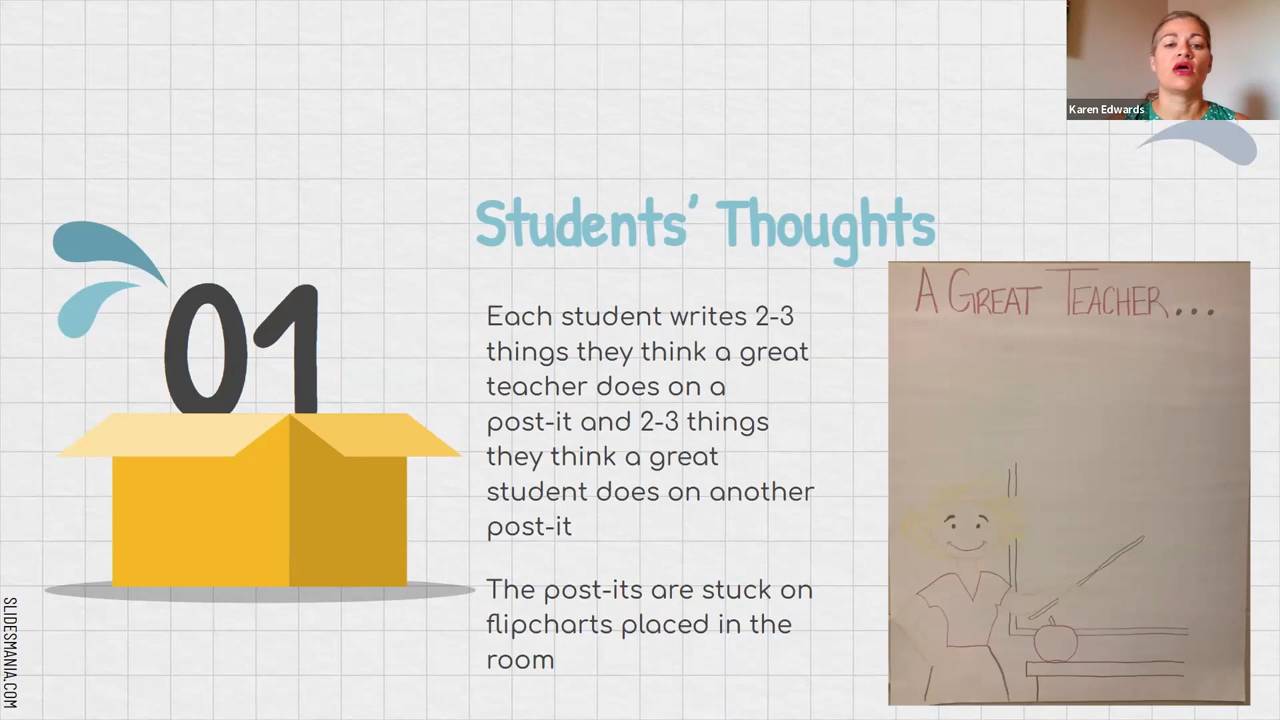 Karen Edwards
Students' Thoughts
01
Each student writes 2-3
things they think a great
teacher does on a
post-it and 2-3 things
they think a great
student does on another
post-it
The post-its are stuck on
flipcharts placed in the
room
A GREAT TEACHER...
SLIDESMANIA.COM